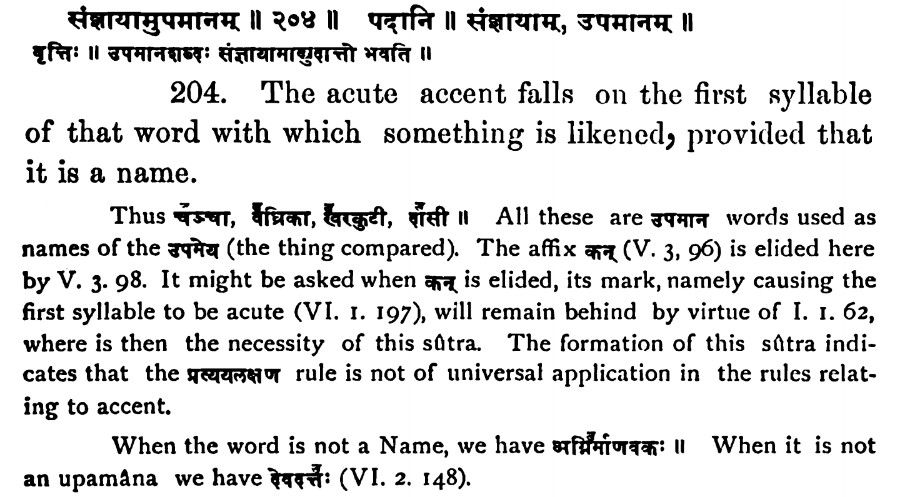 संज्ञायामुपमानम् ॥ २०४ ॥ पदानि ॥ संज्ञायाम्, उपमानम् ॥
वृत्तिः ॥ उपमानशब्दः संज्ञायामाद्युदात्तो भवति ॥
204. The acute accent falls on the first syllable
of that word with which something is likened, provided that
it is a name.
Thus च॑ञ्चा, व॑र्ध्रिका, ख॑रकुटी, दा॑सी ॥ All these are उपमान words used as
names of the उपमेय (the thing compared). The affix कन् (V. 3, 96) is elided here
by V. 3. 98. It might be asked when कन् is elided, its mark, namely causing the
first syllable to be acute (VI. 1. 197), will remain behind by virtue of I. 1. 62,
where is then the necessity of this sûtra. The formation of this sûtra indi-
cates that the प्रत्ययलक्षण rule is not of universal application in the rules relat-
ing to accent.
When the word is not a Name, we have अग्नि॑र्माणवकः ॥ When it is not
an upamâna we have देवदत्तः॑ (VI. 2. 148).